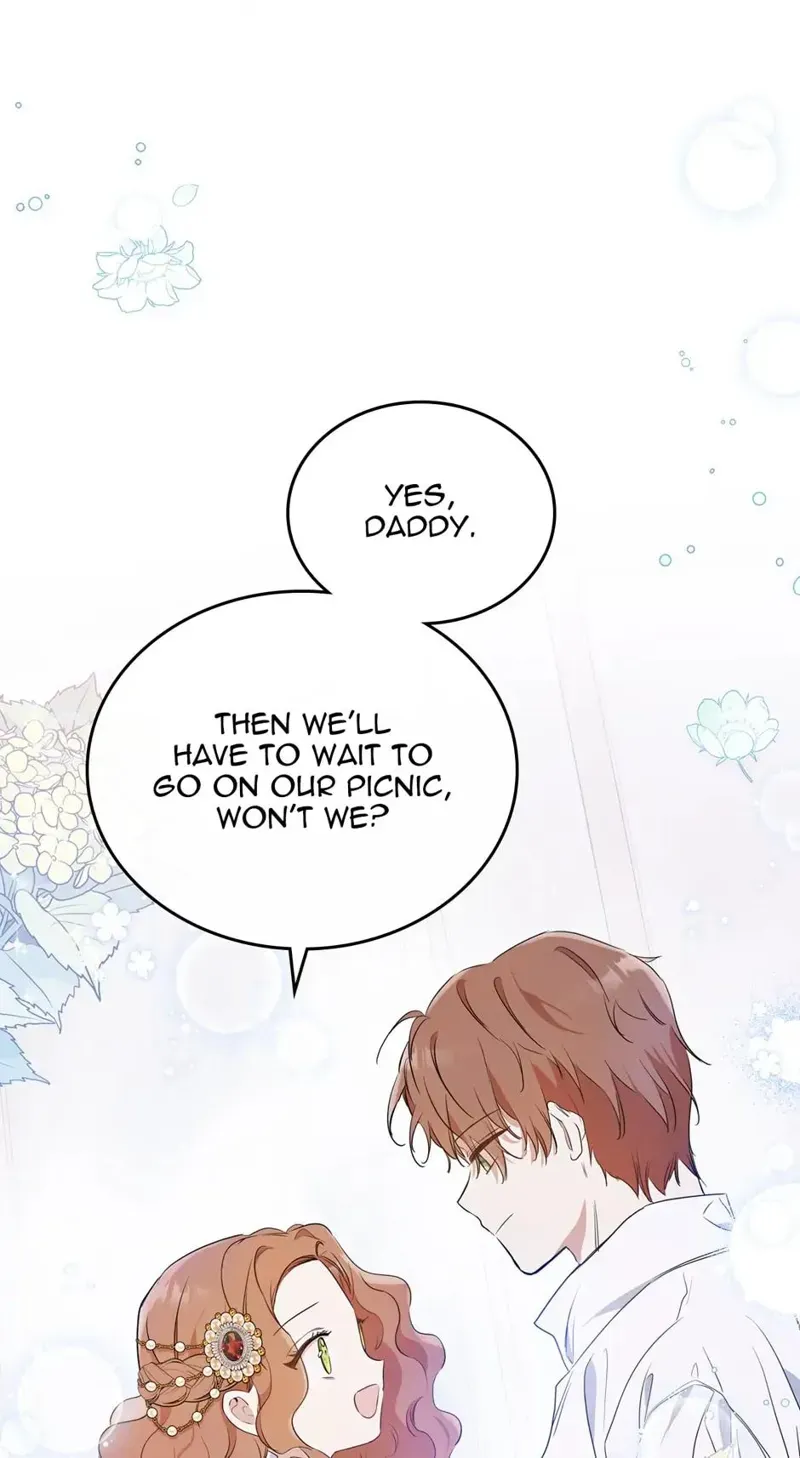 YES,
DADDY.
THEN WE'LL
HAVE TO WAIT TO
GO ON OUR PICNIC,
WON'T WE?